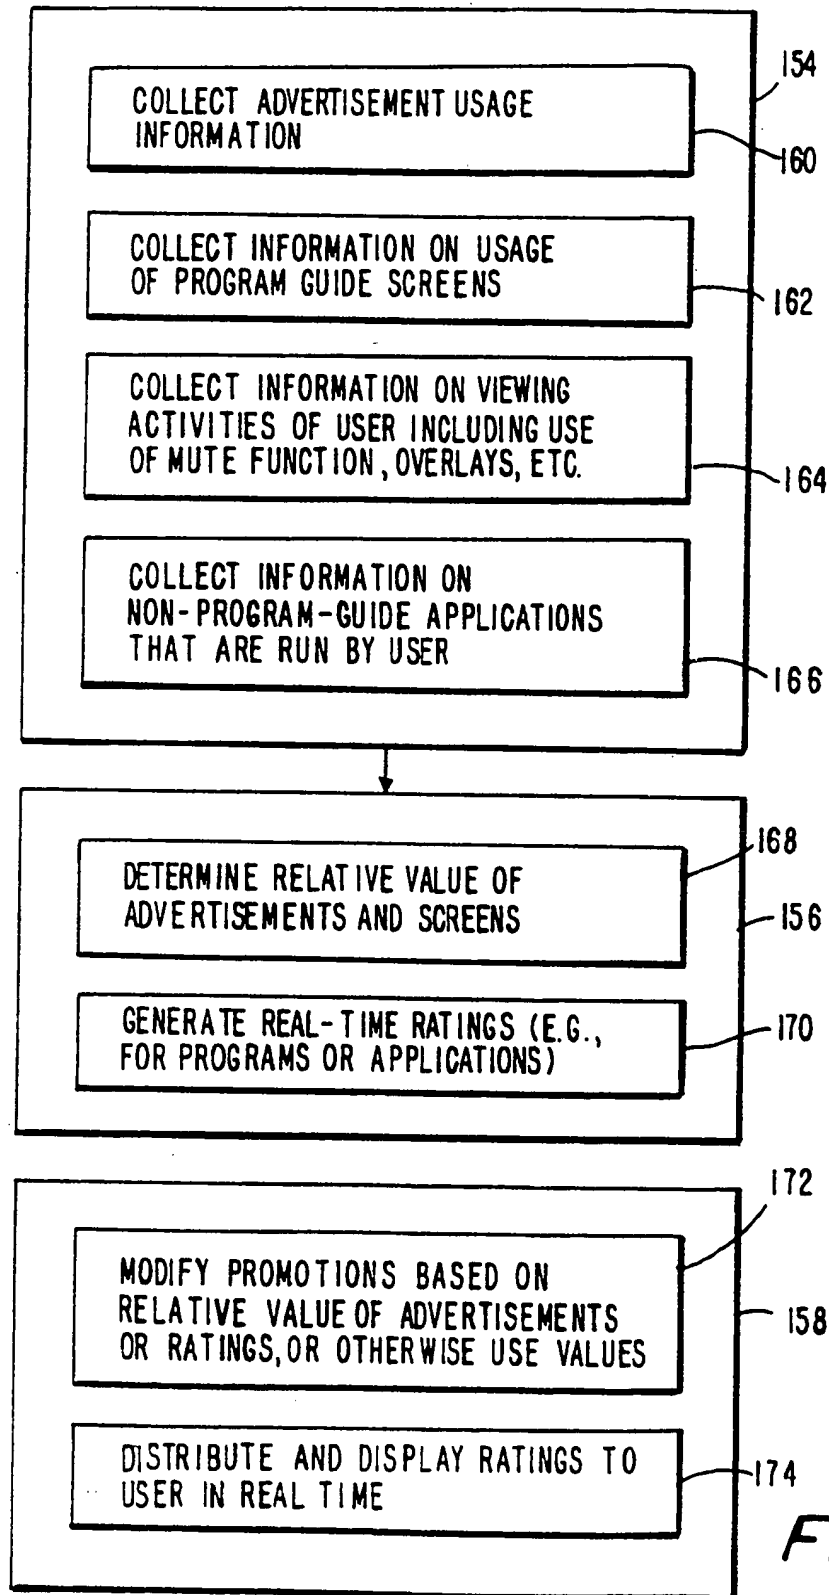 154
COLLECT ADVERTISEMENT USAGE
INFORMATION
160
COLLECT INFORMATION ON USAGE
OF PROGRAM GUIDE SCREENS
162
COLLECT INFORMATION ON VIEWING
ACTIVITIES OF USER INCLUDING USE
OF MUTE FUNCTION, OVERLAYS, ETC.
164
COLLECT INFORMATION ON
NON-PROGRAM-GUIDE APPLICATIONS
THAT ARE RUN BY USER
166
168
DETERMINE RELATIVE VALUE OF
ADVERTISEMENTS AND SCREENS
156
GENERATE REAL-TIME RATINGS (E.G.,
FOR PROGRAMS OR APPLICATIONS)
170
172
MODIFY PROMOTIONS BASED ON
RELATIVE VALUE OF ADVERTISEMENTS
OR RATINGS, OR OTHERWISE USE VALUES
158
DISTRIBUTE AND DISPLAY RATINGS TO
USER IN REAL TIME
174